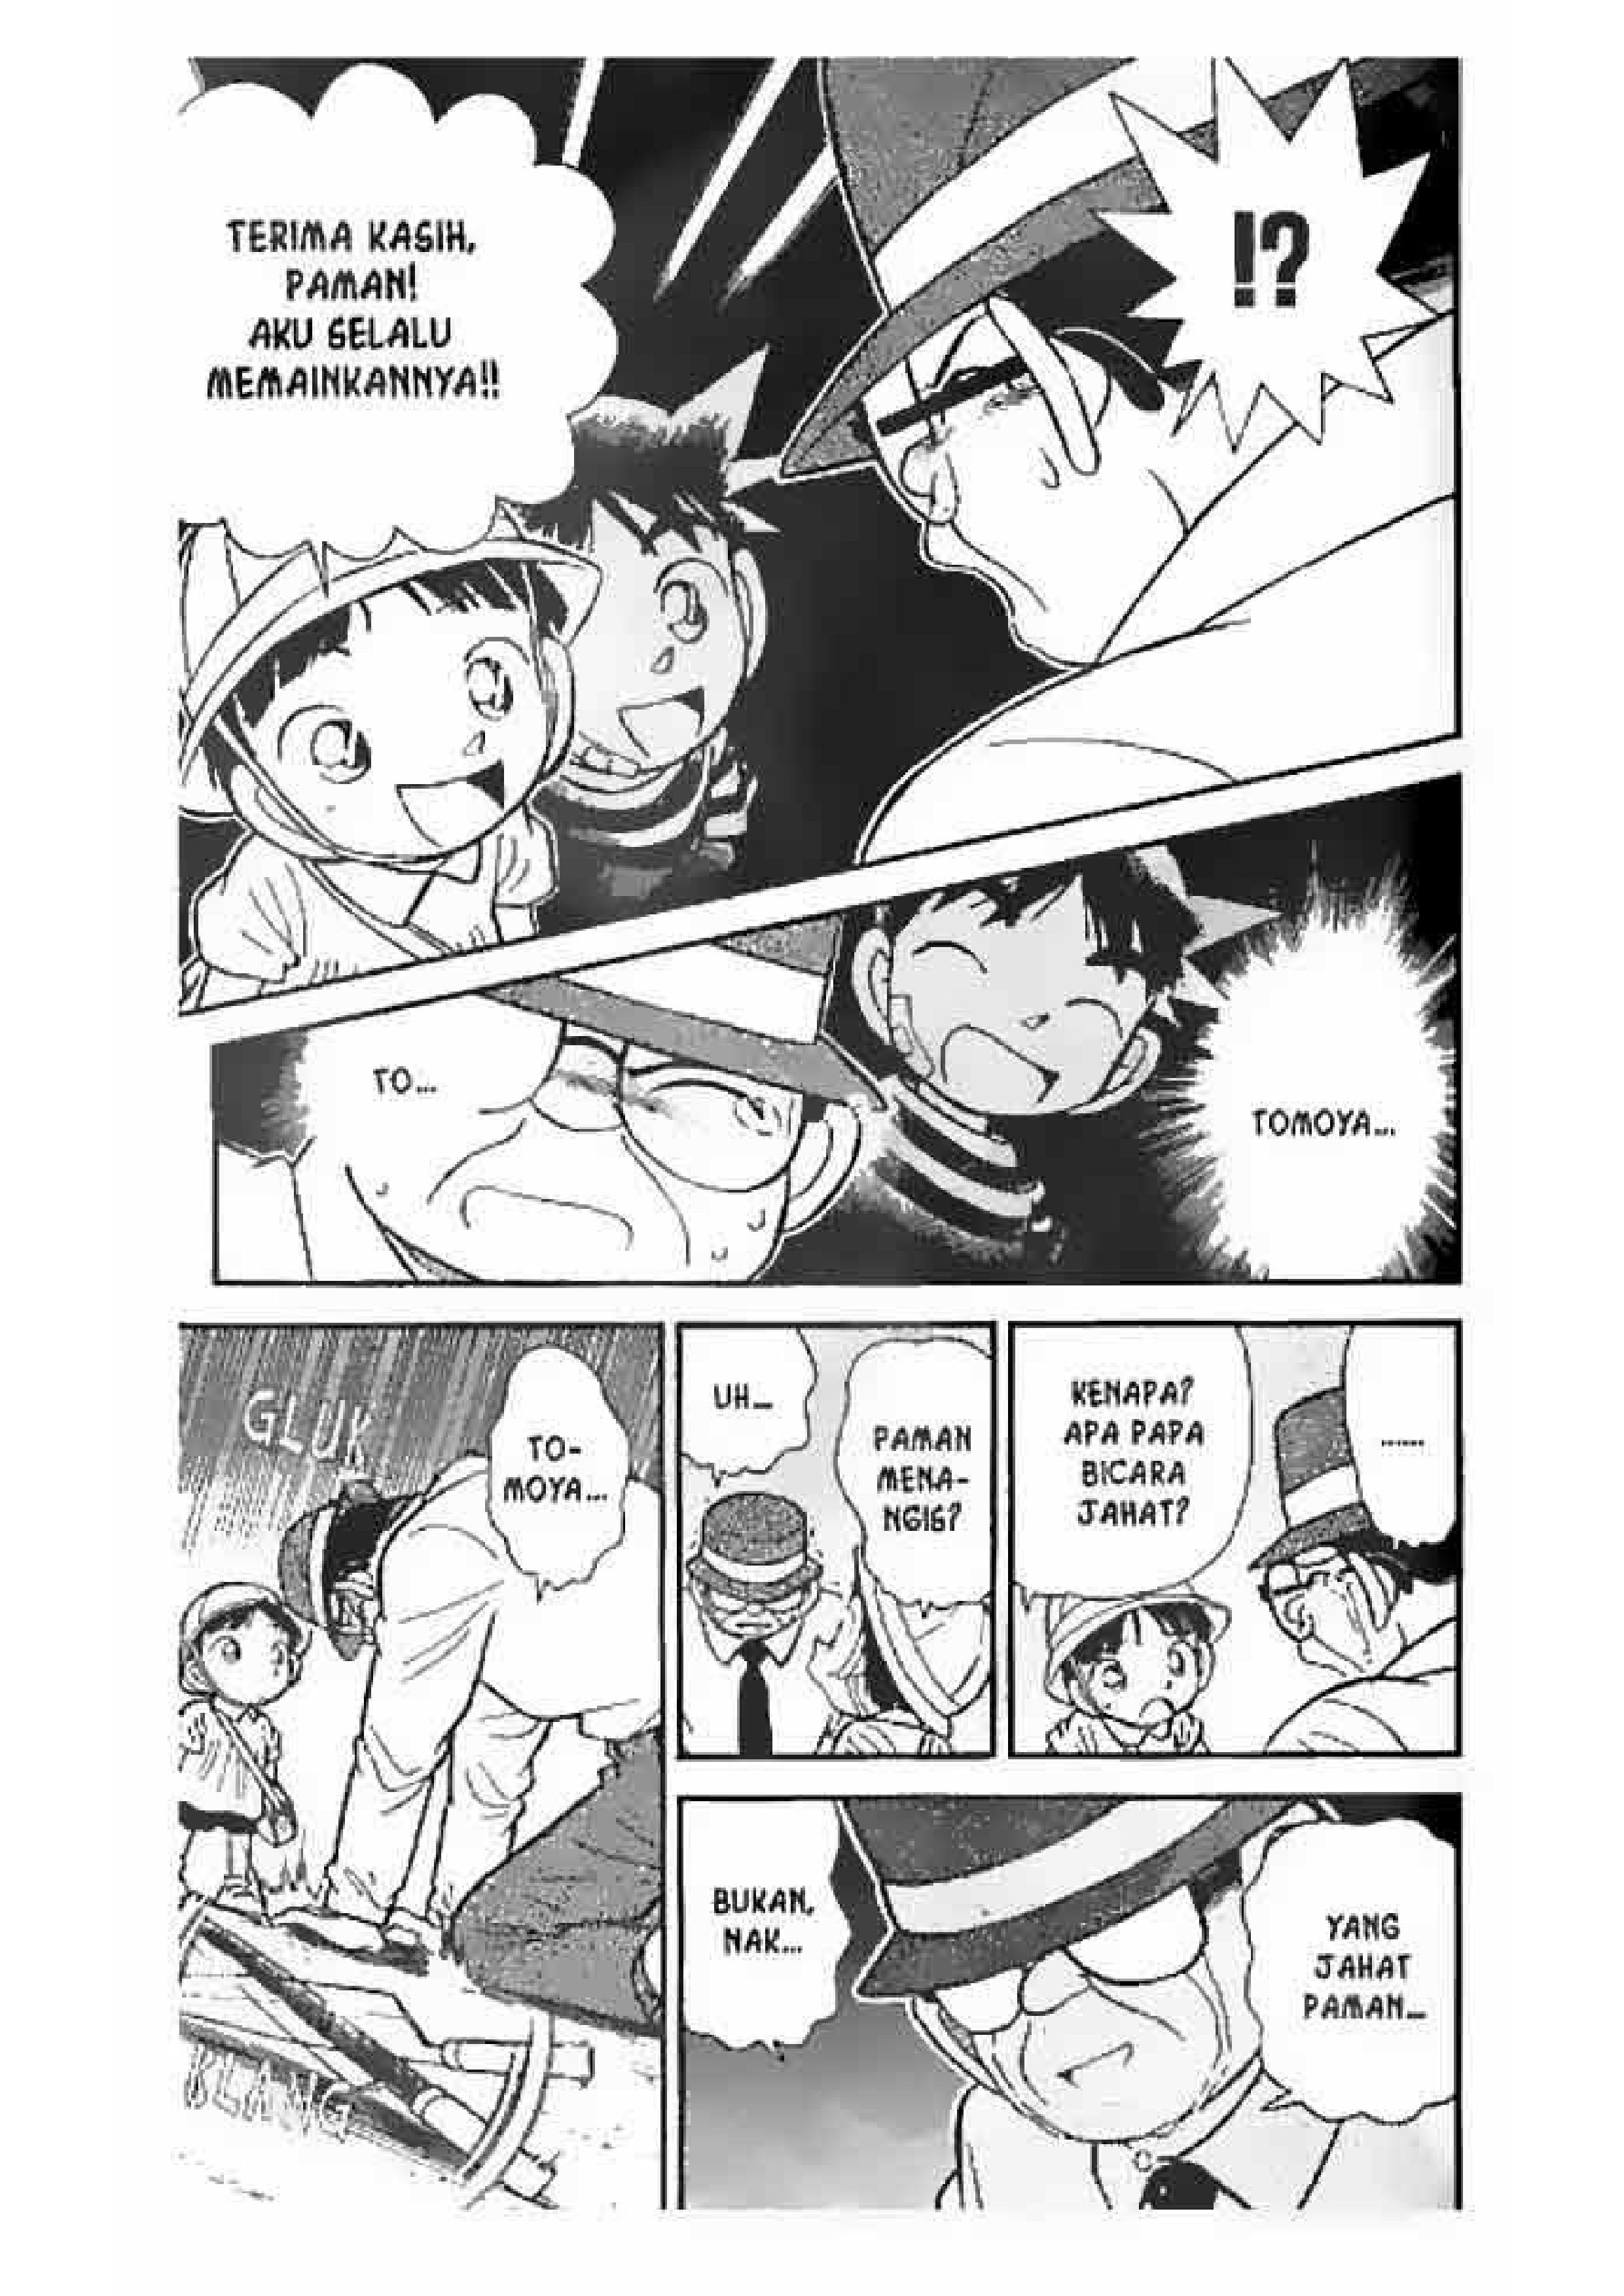 !?
TERIMA KASIH,
PAMAN!
AKU SELALU
MEMAINKANNYA!!
TOMOYA...
TO...
......
KENAPA?
APA PAPA
BICARA
JAHAT?
PAMAN
MENA-
NGIS?
UH...
TO-
MOYA...
GLUK
KLANG
YANG
JAHAT
PAMAN...
BUKAN,
NAK...